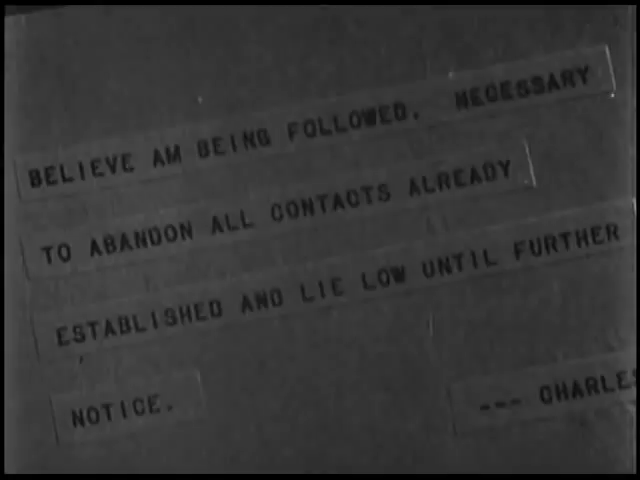 BELIEVE AM BEING FOLLOWED. NECESSARY
TO ABANDON ALL CONTACTS ALREADY
ESTABLISHED AND LIE LOW UNTIL FURTHER
NOTICE.
--- CHARLES